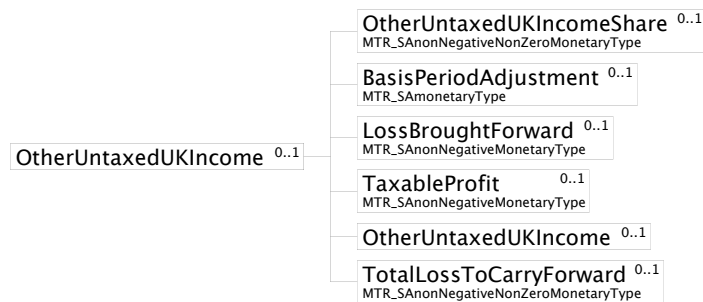 OtherUntaxedUKIncomeShare 0..1
MTR_SAnonNegativeNonZeroMonetaryType
BasisPeriodAdjustment 0..1
MTR_SAmonetaryType
LossBroughtForward 0..1
MTR_SAnonNegativeMonetaryType
OtherUntaxedUKIncome 0..1
TaxableProfit 0..1
MTR_SAnonNegativeMonetaryType
OtherUntaxedUKIncome 0..1
TotalLossToCarryForward 0..1
MTR_SAnonNegativeNonZeroMonetaryType